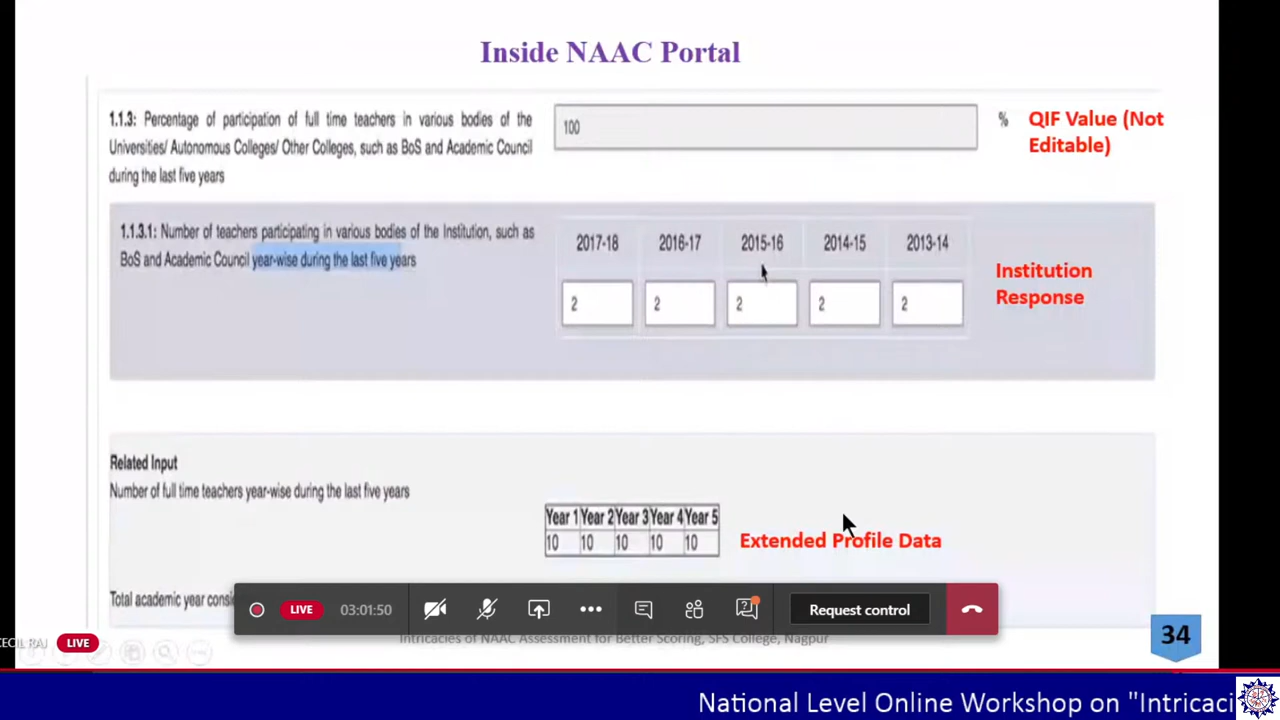 Inside NAAC Portal
1.1.3: Percentage of participation of full time teachers in various bodies of the
Universities/ Autonomous Colleges/ Other Colleges, such as BoS and Academic Council
during the last five years
100
%
QIF Value (Not
Editable)
1.1.3.1: Number of teachers participating in various bodies of the Institution, such as
BoS and Academic Council year-wise during the last five years
2017-18 2016-17 2015-16 2014-15 2013-14
2 2 2 2 2
Institution
Response
Related Input
Number of full time teachers year-wise during the last five years
Year 1 Year 2 Year 3 Year 4 Year 5
10 10 10 10 10
Extended Profile Data
Total academic year consi
LIVE 03:01:50 Request control
Intricacies of NAAC Assessment for Better Scoring, SFS College, Nagpur
34
CECIL RAJ LIVE
National Level Online Workshop on "Intricaci